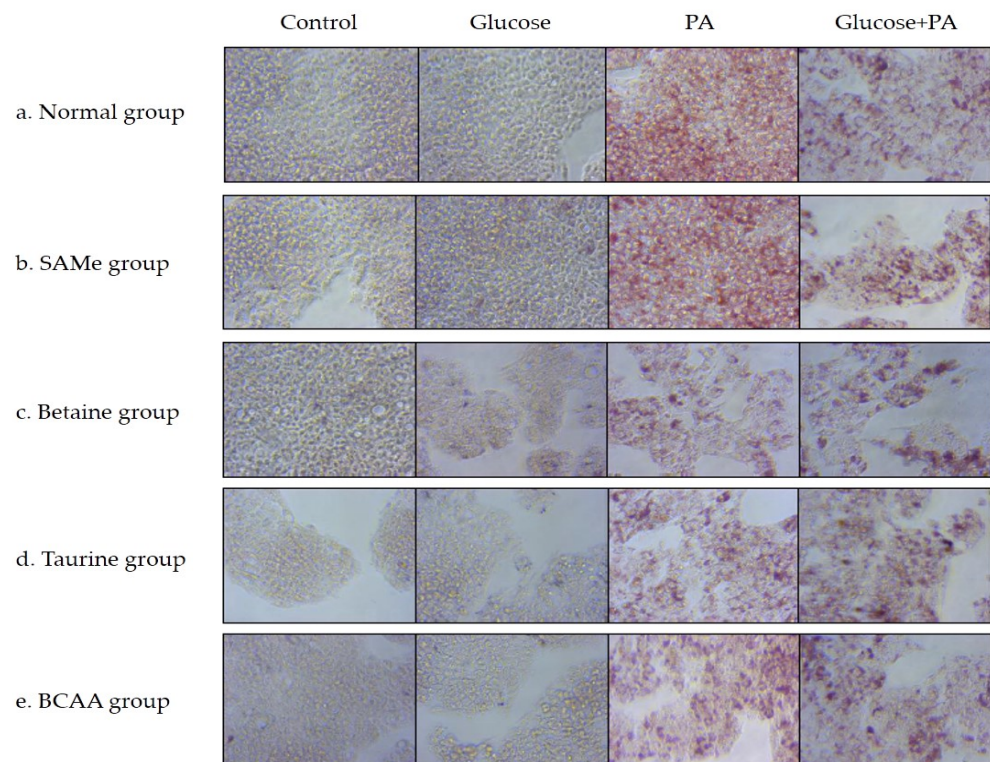 Control Glucose PA Glucose+PA
a. Normal group
b. SAMe group
c. Betaine group
d. Taurine group
e. BCAA group